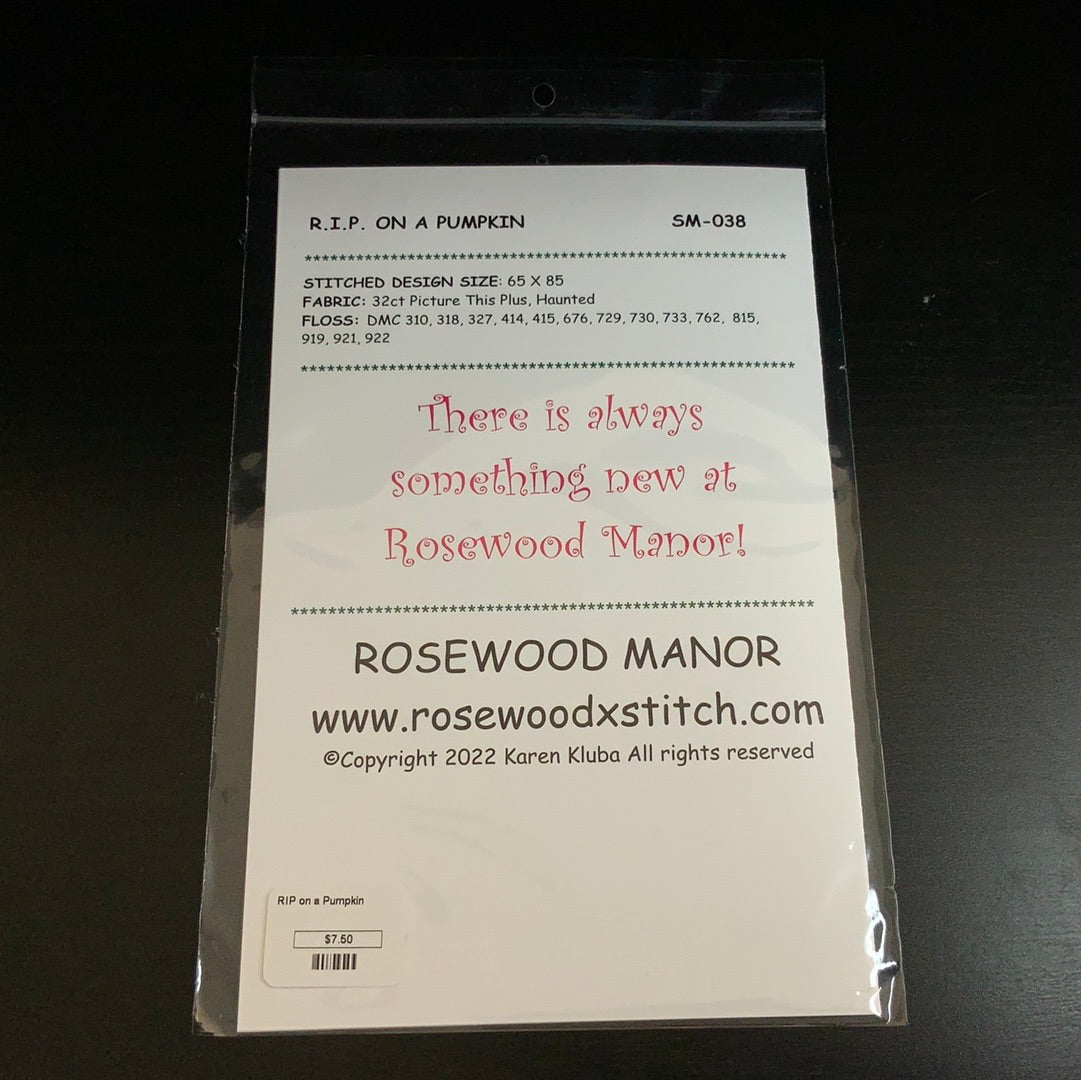 R.I.P. ON A PUMPKIN SM-038
************************************************************
STITCHED DESIGN SIZE: 65 X 85
FABRIC: 32ct Picture This Plus, Haunted
FLOSS: DMC 310, 318, 327, 414, 415, 676, 729, 730, 733, 762, 815,
919, 921, 922
************************************************************
There is always
something new at
Rosewood Manor!
************************************************************
ROSEWOOD MANOR
www.rosewoodxstitch.com
©Copyright 2022 Karen Kluba All rights reserved
RIP on a Pumpkin
$7.50